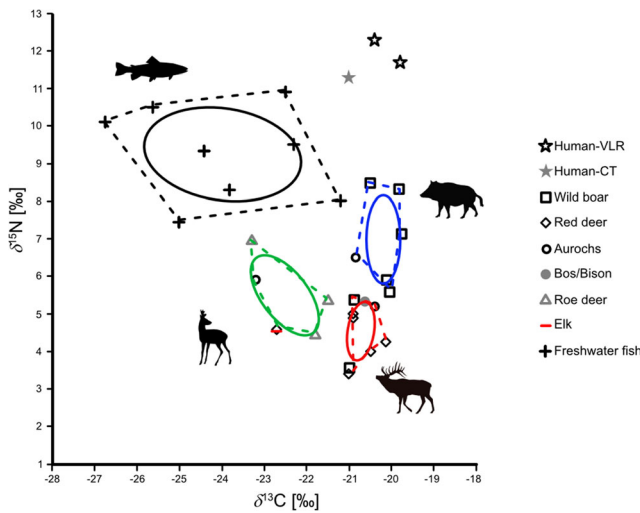 13
12
11
10
9
8
7
6
5
4
3
2
1
δ15N [‰]
-28 -27 -26 -25 -24 -23 -22 -21 -20 -19 -18
δ13C [‰]
Human-VLR
Human-CT
Wild boar
Red deer
Aurochs
Bos/Bison
Roe deer
Elk
Freshwater fish